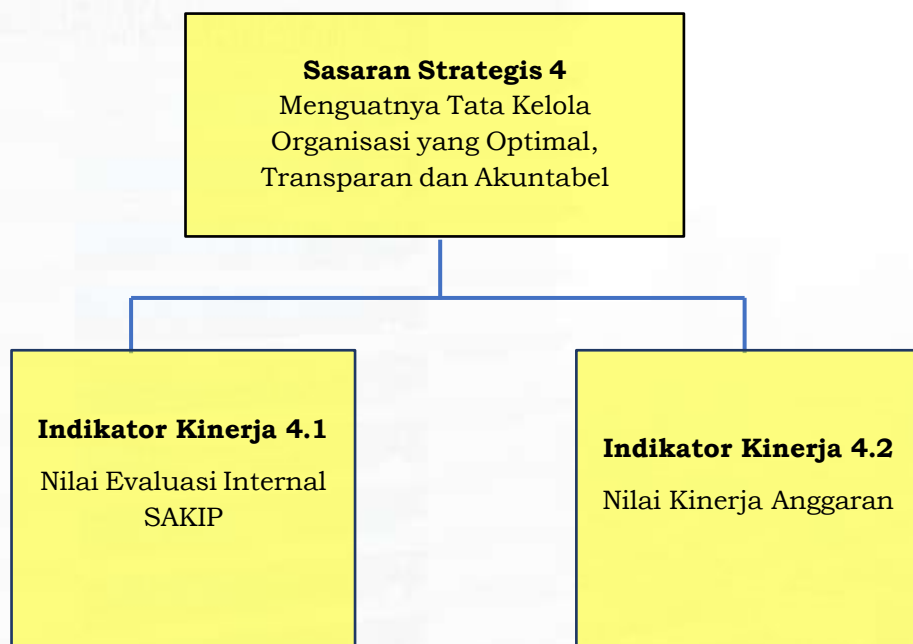 Sasaran Strategis 4
Menguatnya Tata Kelola
Organisasi yang Optimal,
Transparan dan Akuntabel
Indikator Kinerja 4.1
Nilai Evaluasi Internal
SAKIP
Indikator Kinerja 4.2
Nilai Kinerja Anggaran